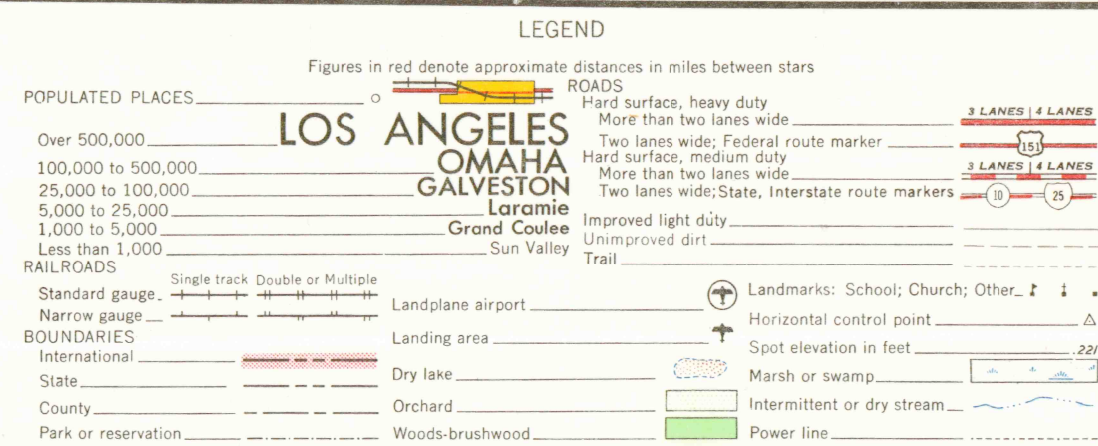 LEGEND
Figures in red denote approximate distances in miles between stars
POPULATED PLACES
Over 500,000 LOS ANGELES
100,000 to 500,000 OMAHA
25,000 to 100,000 GALVESTON
5,000 to 25,000 Laramie
1,000 to 5,000 Grand Coulee
Less than 1,000 Sun Valley
RAILROADS
Single track Double or Multiple
Standard gauge
Narrow gauge
BOUNDARIES
International
State
County
Park or reservation
Landplane airport
Landing area
Dry lake
Orchard
Woods-brushwood
ROADS
Hard surface, heavy duty
More than two lanes wide 3 LANES | 4 LANES
Two lanes wide; Federal route marker 151
Hard surface, medium duty
More than two lanes wide 3 LANES | 4 LANES
Two lanes wide; State, Interstate route markers 10 25
Improved light duty
Unimproved dirt
Trail
Landmarks: School; Church; Other
Horizontal control point
Spot elevation in feet .221
Marsh or swamp
Intermittent or dry stream
Power line